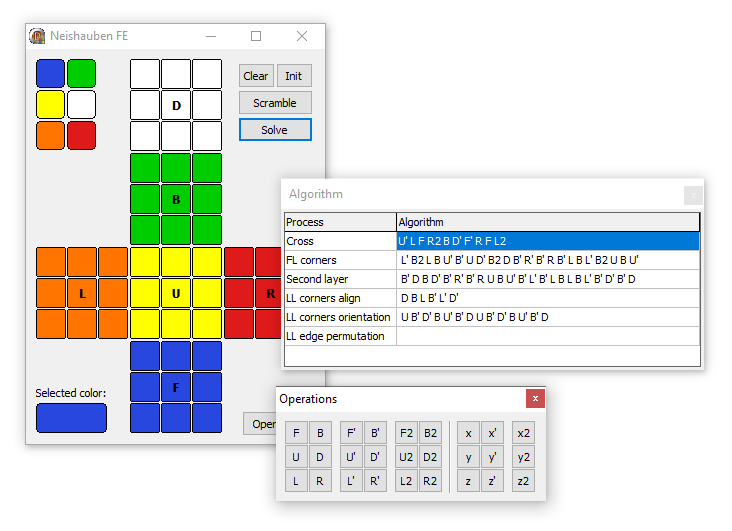 Neishauben FE
D
Clear Init
Scramble
Solve
B
L U R
F
Selected color:
Oper
Algorithm
x
Process Algorithm
Cross U' L F R2 B D' F' R F L2
FL corners L' B2 L B U' B' U D' B2 D B' R' B' R B' L B L' B2 U B U'
Second layer B' D B D' B' R' B' R U B U' B' L' B' L B L B L' B' D' B' D
LL corners align D B L B' L' D'
LL corners orientation U B' D' B U' B' D U B' D' B U' B' D
LL edge permutation
Operations
x
F B F' B' F2 B2 x x' x2
U D U' D' U2 D2 y y' y2
L R L' R' L2 R2 z z' z2